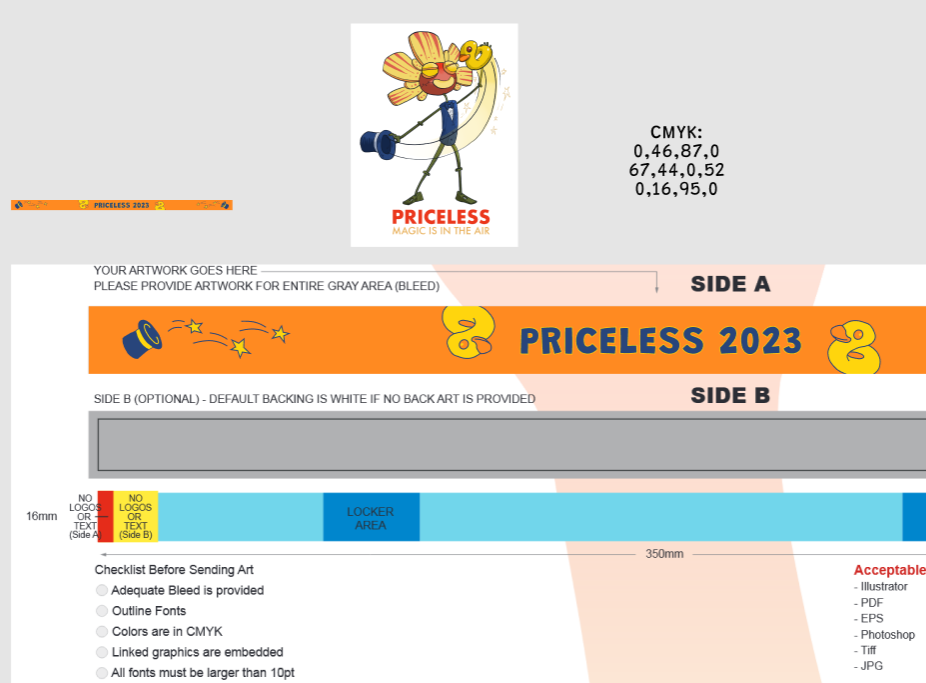 CMYK:
0,46,87,0
67,44,0,52
0,16,95,0
PRICELESS 2023
PRICELESS
MAGIC IS IN THE AIR
YOUR ARTWORK GOES HERE
PLEASE PROVIDE ARTWORK FOR ENTIRE GRAY AREA (BLEED)
SIDE A
PRICELESS 2023
SIDE B (OPTIONAL) - DEFAULT BACKING IS WHITE IF NO BACK ART IS PROVIDED
SIDE B
16mm
NO
LOGOS
OR
TEXT
(Side A)
NO
LOGOS
OR
TEXT
(Side B)
LOCKER
AREA
350mm
Checklist Before Sending Art
Adequate Bleed is provided
Outline Fonts
Colors are in CMYK
Linked graphics are embedded
All fonts must be larger than 10pt
Acceptable
- Illustrator
- PDF
- EPS
- Photoshop
- Tiff
- JPG